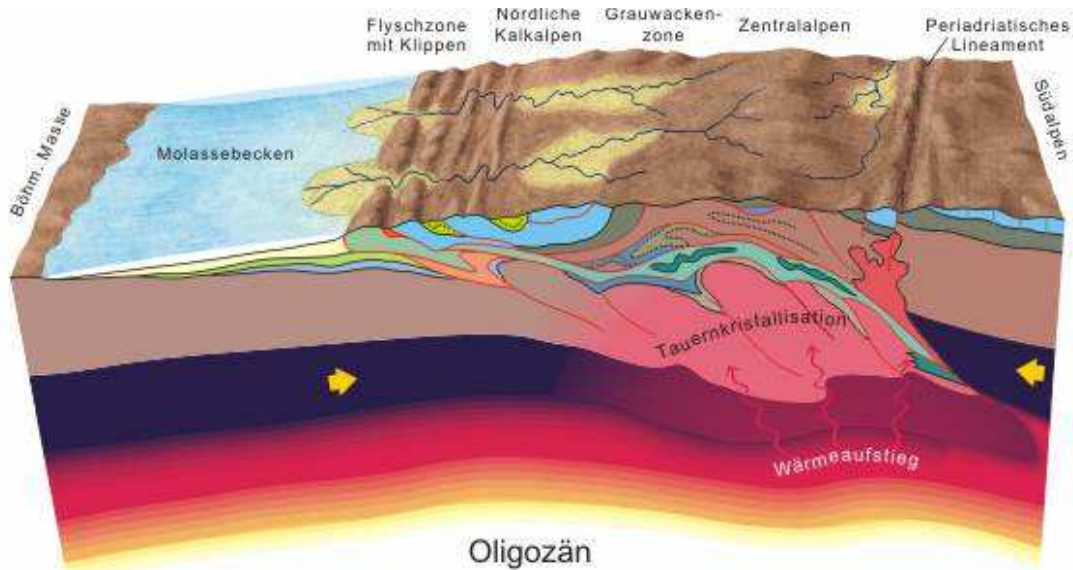 Flyschzone
mit Klippen
Nördliche
Kalkalpen
Grauwacken-
zone
Zentralalpen
Periadriatisches
Lineament
Böhm. Masse
Molassebecken
Südalpen
Tauernkristallisation
Wärmeaufstieg
Oligozän